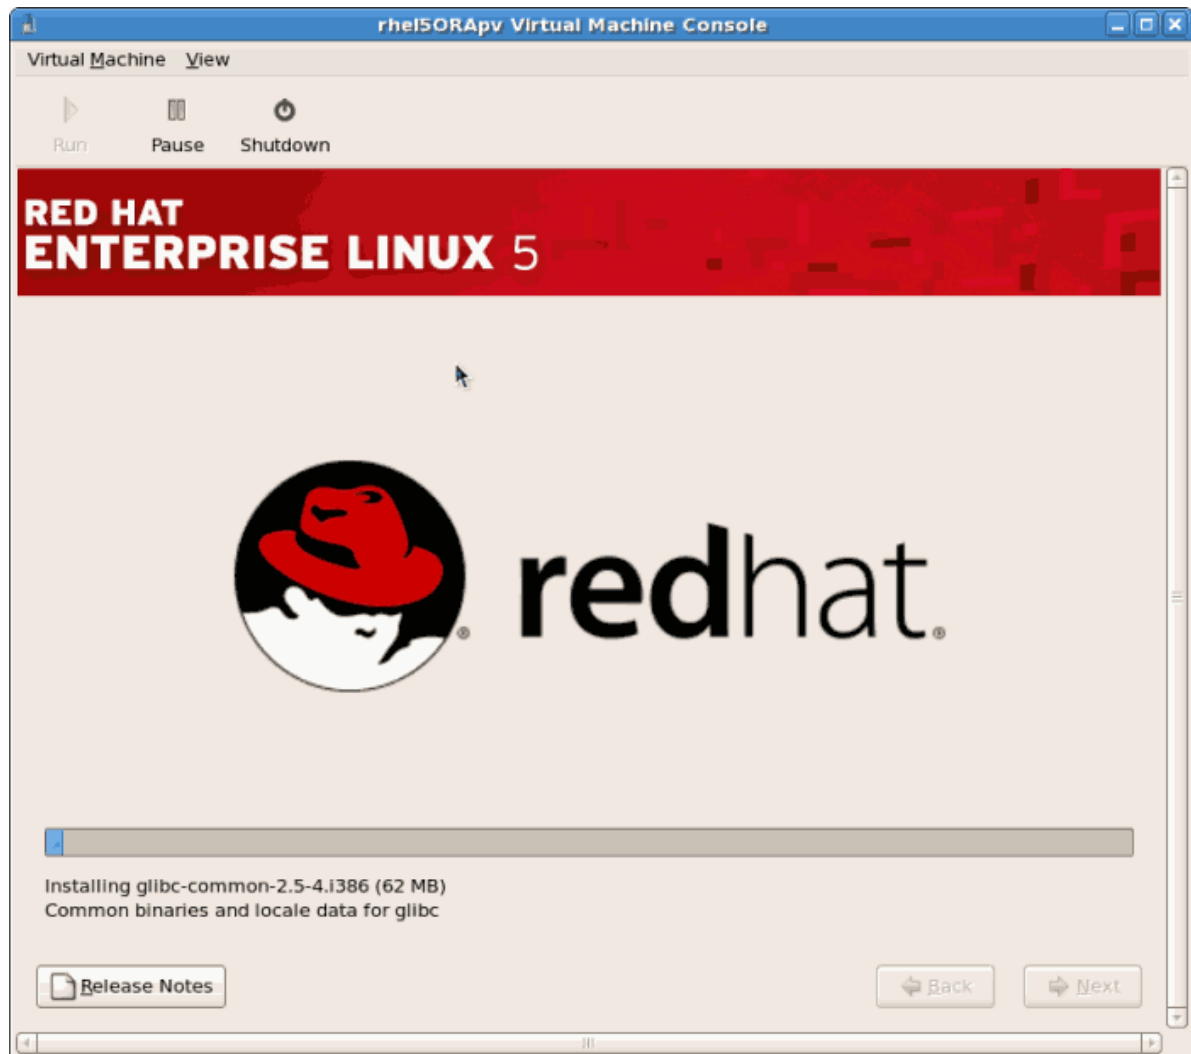 rhel5ORApv Virtual Machine Console
Virtual Machine View
Run Pause Shutdown
RED HAT
ENTERPRISE LINUX 5
redhat.®
Installing glibc-common-2.5-4.i386 (62 MB)
Common binaries and locale data for glibc
Release Notes Back Next